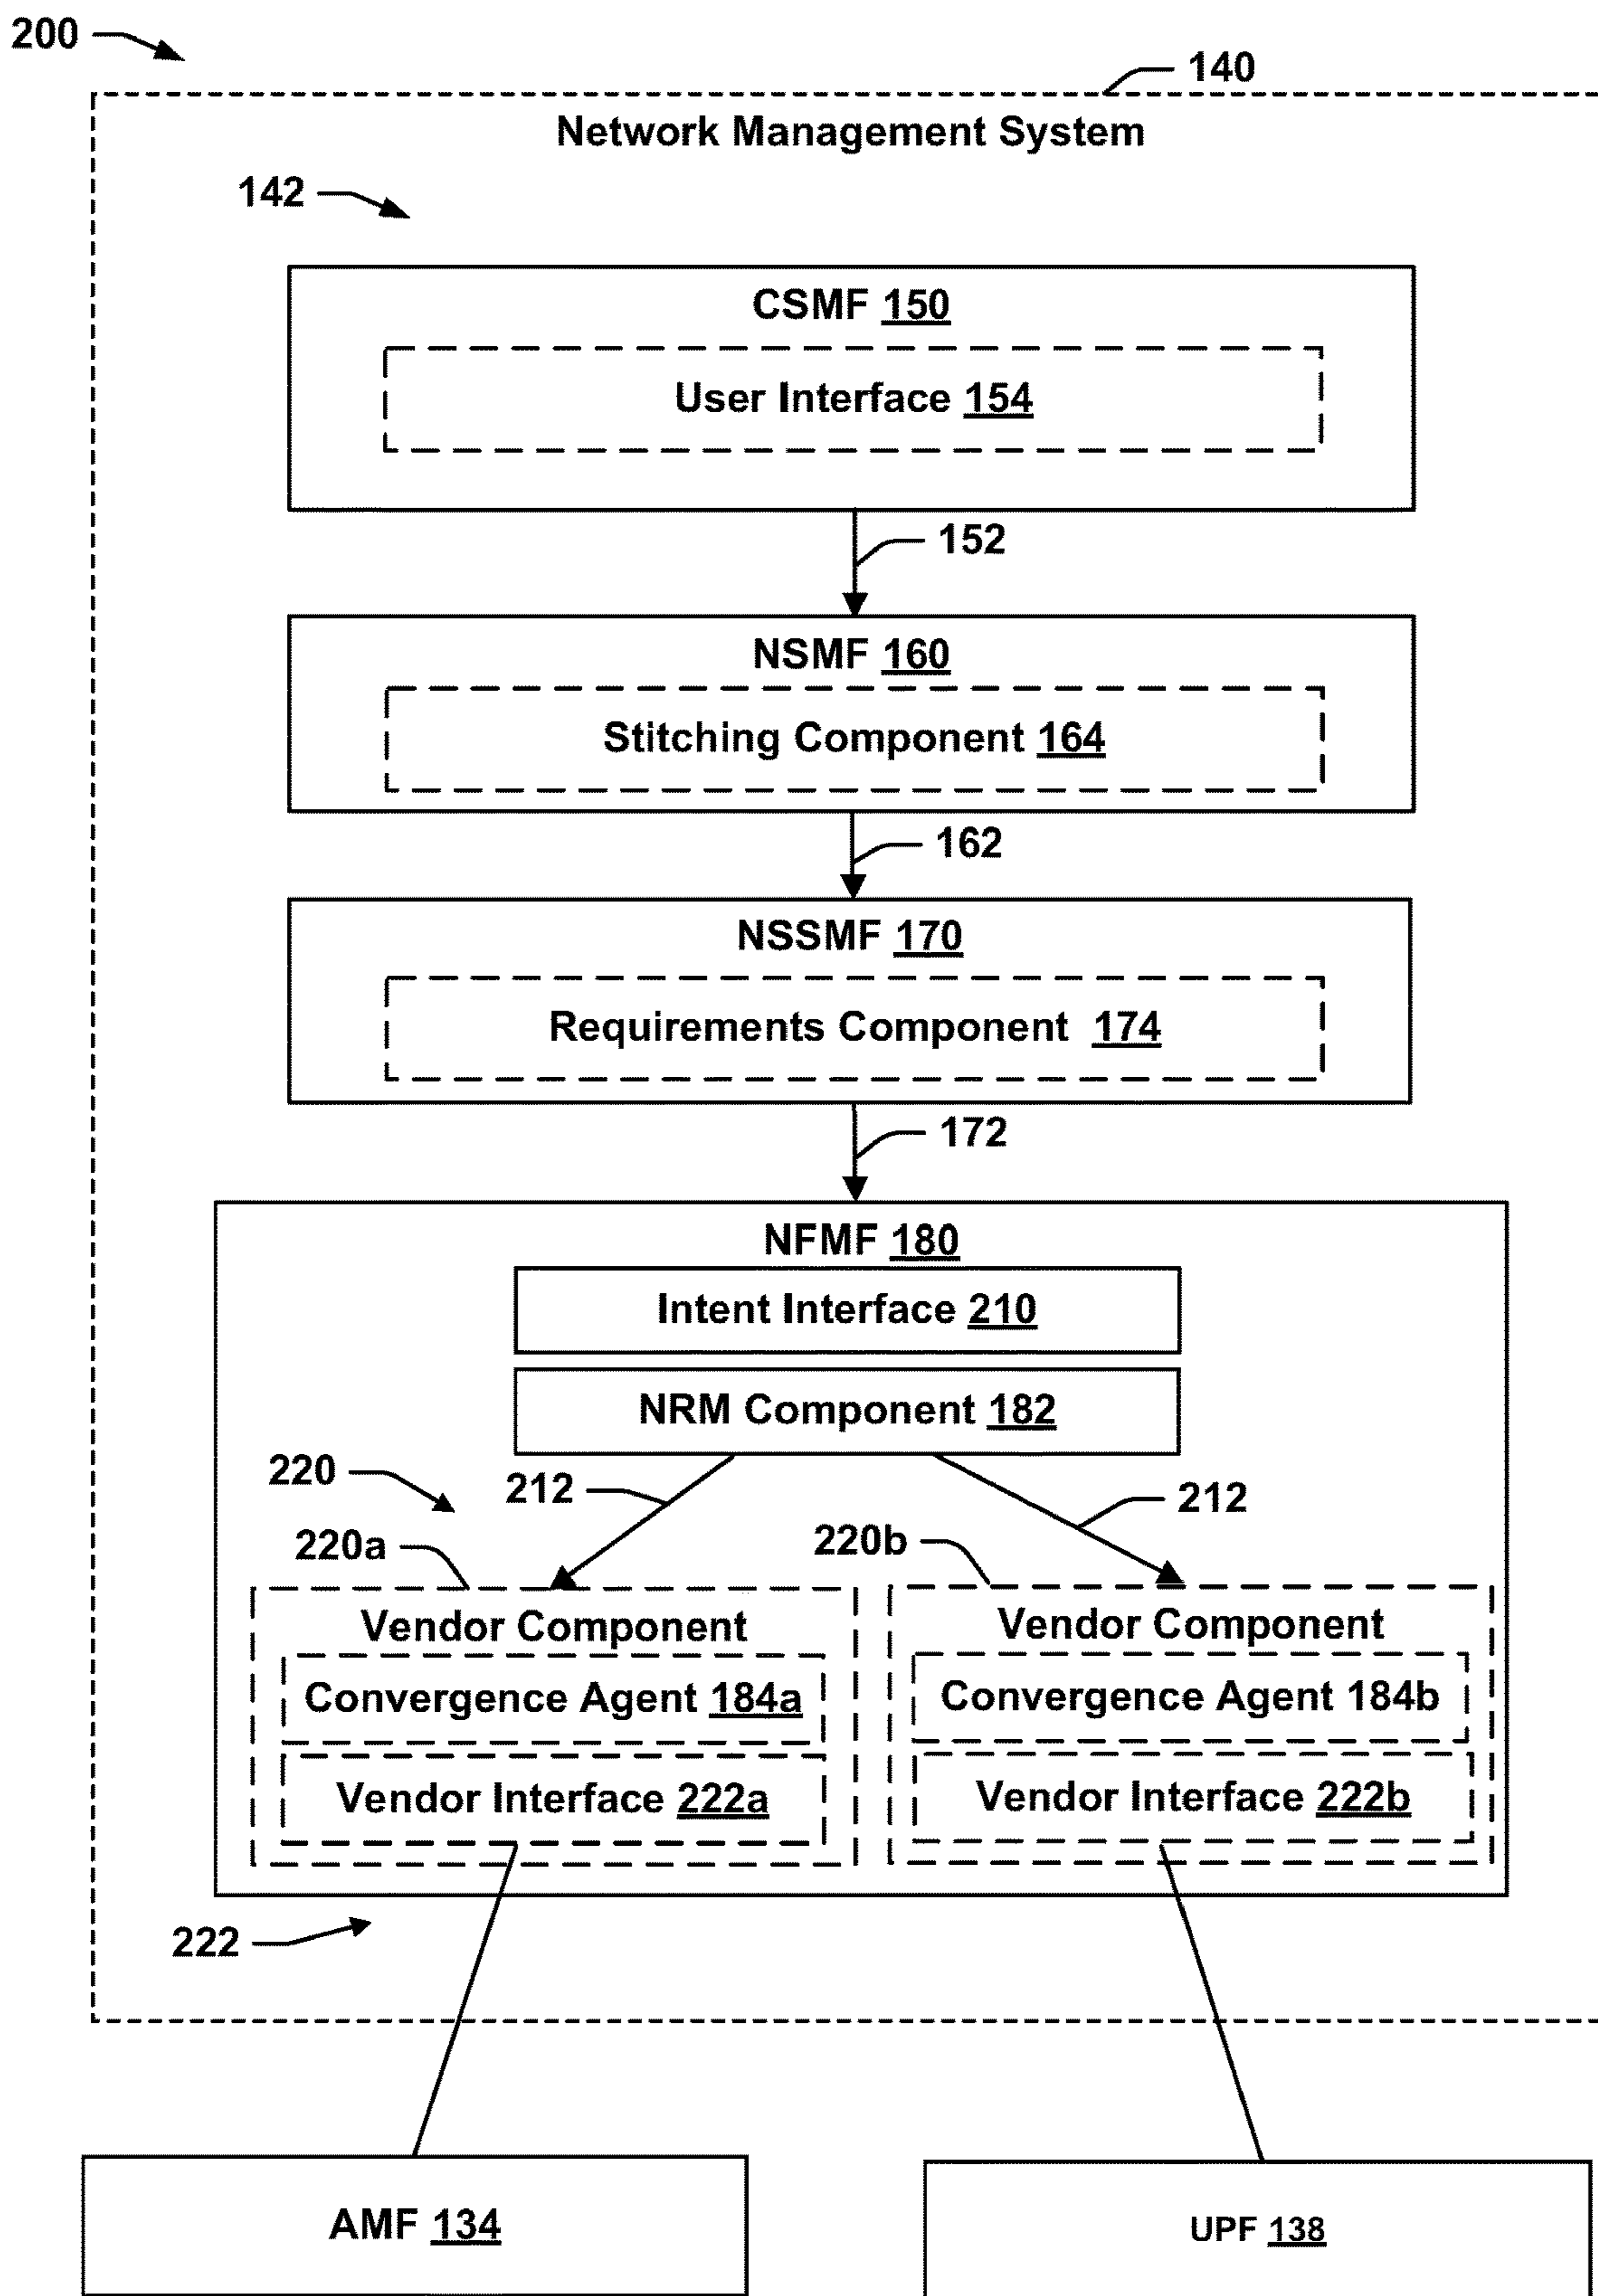 200
140
Network Management System
142
CSMF 150
User Interface 154
152
NSMF 160
Stitching Component 164
162
NSSMF 170
Requirements Component 174
172
NFMF 180
Intent Interface 210
NRM Component 182
220
212
212
220a
220b
Vendor Component
Convergence Agent 184a
Vendor Interface 222a
Vendor Component
Convergence Agent 184b
Vendor Interface 222b
222
AMF 134
UPF 138